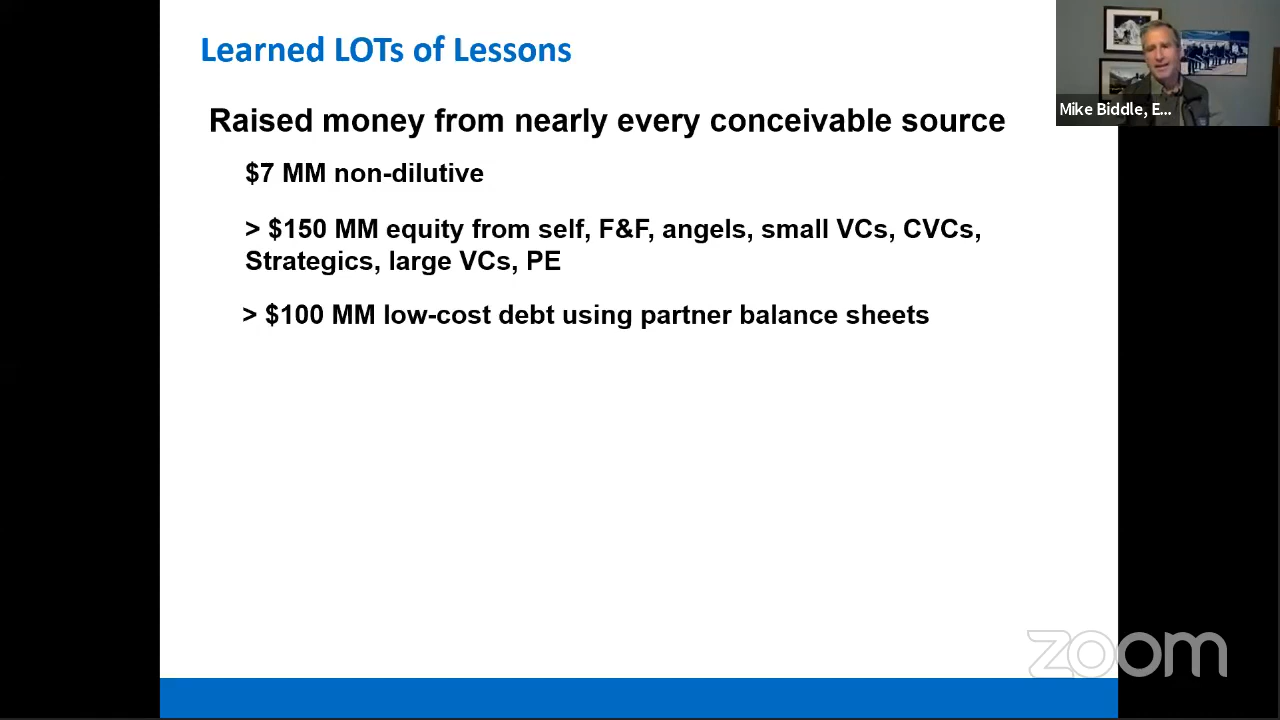 Learned LOTs of Lessons
Raised money from nearly every conceivable source
$7 MM non-dilutive
> $150 MM equity from self, F&F, angels, small VCs, CVCs,
Strategics, large VCs, PE
> $100 MM low-cost debt using partner balance sheets
Mike Biddle, E...
zoom